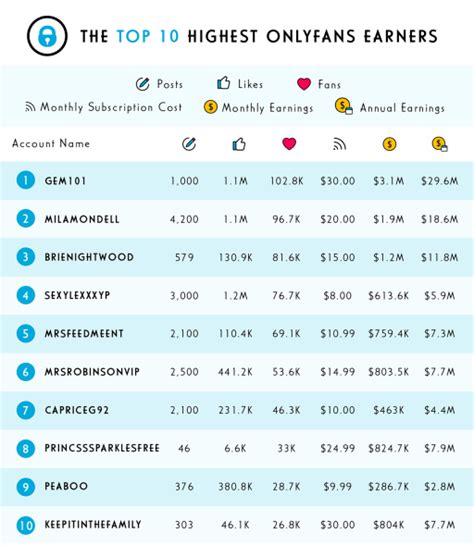 THE TOP 10 HIGHEST ONLYFANS EARNERS
Posts Likes Fans
Monthly Subscription Cost Monthly Earnings Annual Earnings
Account Name
1 GEM101 1,000 1.1M 102.8K $30.00 $3.1M $29.6M
2 MILAMONDELL 4,200 1.1M 96.7K $20.00 $1.9M $18.6M
3 BRIENIGHTWOOD 579 130.9K 81.6K $15.00 $1.2M $11.8M
4 SEXYLEXXXYP 3,000 1.2M 76.7K $8.00 $613.6K $5.9M
5 MRSFEEDMEENT 2,100 110.4K 69.1K $10.99 $759.4K $7.3M
6 MRSROBINSONVIP 2,500 441.2K 53.6K $14.99 $803.5K $7.7M
7 CAPRICEG92 2,100 231.7K 46.3K $10.00 $463K $4.4M
8 PRINCSSSPARKLESFREE 46 6.6K 33K $24.99 $824.7K $7.9M
9 PEABOO 376 380.8K 28.7K $9.99 $286.7K $2.8M
10 KEEPITINTHEFAMILY 303 46.1K 26.8K $30.00 $804K $7.7M